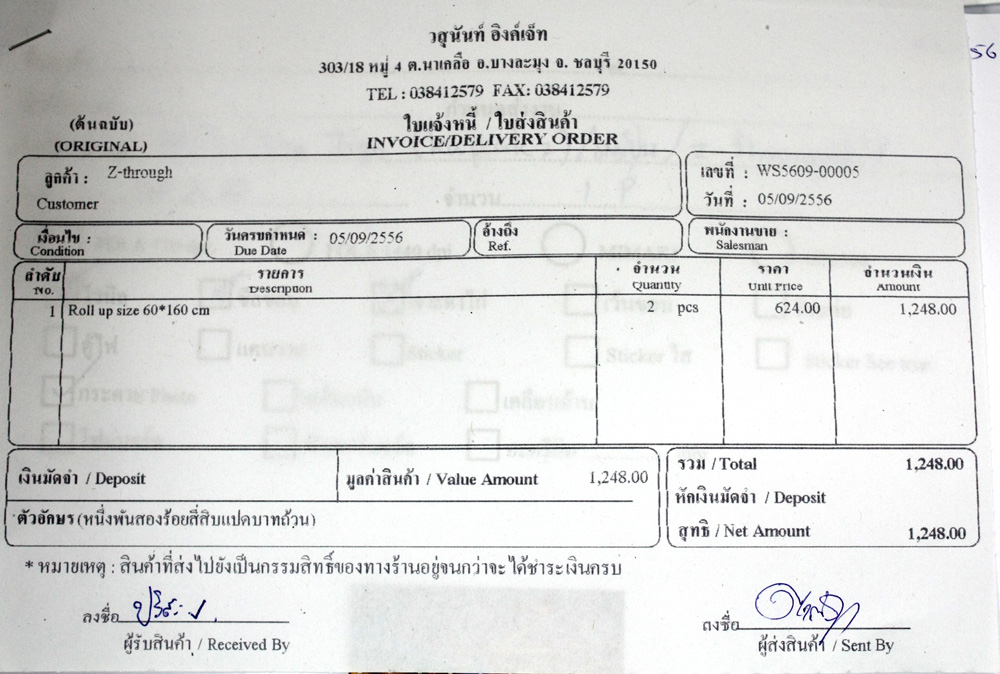 วสุนันท์ อิงค์เจ็ท
56
303/18 หมู่ 4 ต.นาเกลือ อ.บางละมุง จ. ชลบุรี 20150
TEL : 038412579 FAX: 038412579
(ต้นฉบับ) ใบแจ้งหนี้ / ใบส่งสินค้า
(ORIGINAL) INVOICE/DELIVERY ORDER
ลูกค้า : Z-through เลขที่ : WS5609-00005
Customer วันที่ : 05/09/2556
เงื่อนไข : วันครบกำหนด : 05/09/2556 อ้างถึง พนักงานขาย :
Condition Due Date Ref. Salesman
ลำดับ รายการ จำนวน ราคา จำนวนเงิน
No. Description Quantity Unit Price Amount
1 Roll up size 60*160 cm 2 pcs 624.00 1,248.00
เงินมัดจำ / Deposit มูลค่าสินค้า / Value Amount 1,248.00 รวม / Total 1,248.00
หักเงินมัดจำ / Deposit
ตัวอักษร (หนึ่งพันสองร้อยสี่สิบแปดบาทถ้วน) สุทธิ / Net Amount 1,248.00
* หมายเหตุ : สินค้าที่ส่งไปยังเป็นกรรมสิทธิ์ของทางร้านอยู่จนกว่าจะได้ชำระเงินครบ
ลงชื่อ ลงชื่อ
ผู้รับสินค้า / Received By ผู้ส่งสินค้า / Sent By